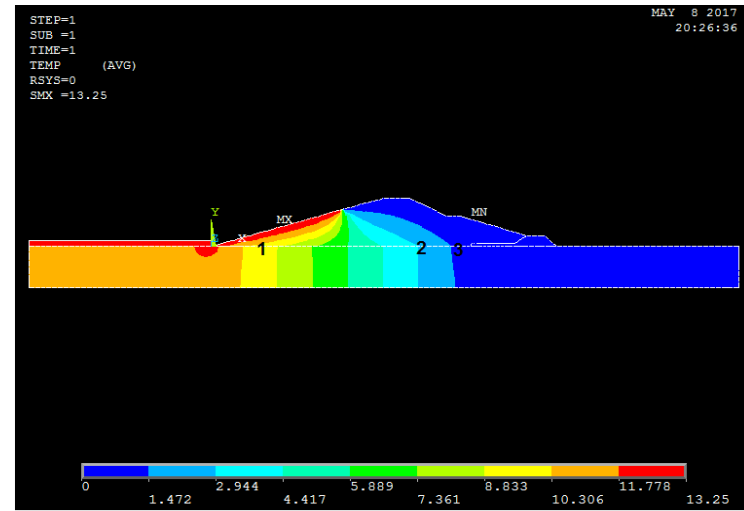 STEP=1
SUB =1
TIME=1
TEMP (AVG)
RSYS=0
SMX =13.25
MAY 8 2017
20:26:36
Y
MX
MN
X
1
2
3
0
1.472
2.944
4.417
5.889
7.361
8.833
10.306
11.778
13.25